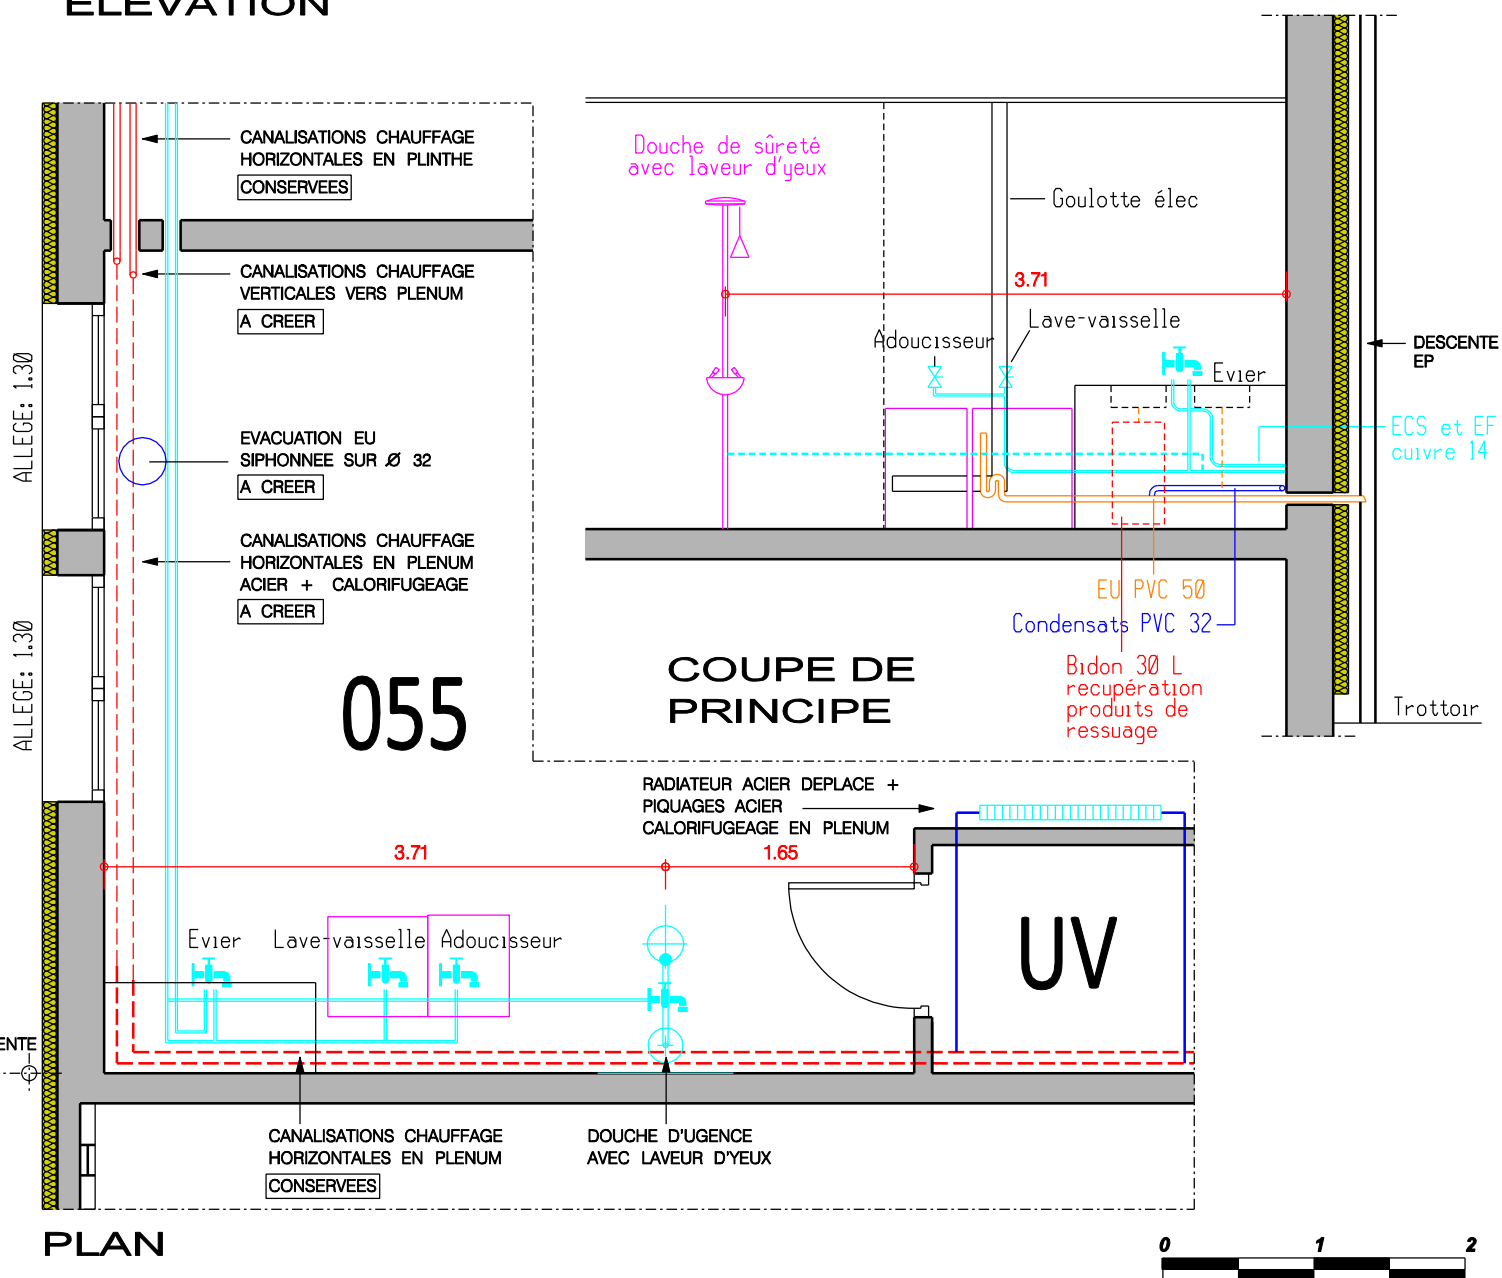 ELEVATION
CANALISATIONS CHAUFFAGE
HORIZONTALES EN PLINTHE
CONSERVEES
CANALISATIONS CHAUFFAGE
VERTICALES VERS PLENUM
A CREER
ALLEGE: 1.30
EVACUATION EU
SIPHONNEE SUR Ø 32
A CREER
CANALISATIONS CHAUFFAGE
HORIZONTALES EN PLENUM
ACIER + CALORIFUGEAGE
A CREER
ALLEGE: 1.30
055
Douche de sûreté
avec laveur d'yeux
Goulotte élec
3.71
Lave-vaisselle
Adoucisseur
Evier
DESCENTE
EP
ECS et EF
cuivre 14
EU PVC 50
Condensats PVC 32
Bidon 30 L
recupération
produits de
ressuage
Trottoir
COUPE DE
PRINCIPE
RADIATEUR ACIER DEPLACE +
PIQUAGES ACIER
CALORIFUGEAGE EN PLENUM
3.71
1.65
Evier
Lave-vaisselle
Adoucisseur
UV
ENTE
CANALISATIONS CHAUFFAGE
HORIZONTALES EN PLENUM
CONSERVEES
DOUCHE D'UGENCE
AVEC LAVEUR D'YEUX
PLAN
0 1 2